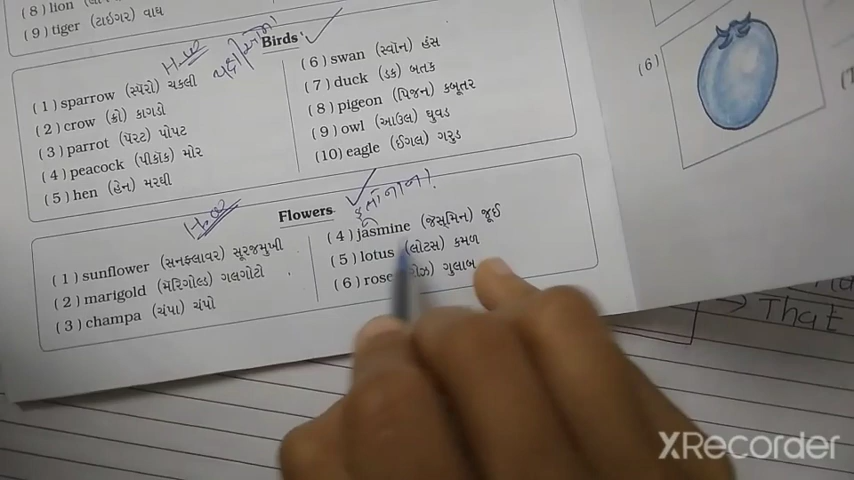 (8) lion
(9) tiger (ટાઈગર) વાઘ
H.W
Birds
(1) sparrow (સ્પૅરો) ચકલી
(2) crow (ક્રો) કાગડો
(3) parrot (પૅરટ) પોપટ
(4) peacock (પીકૉક) મોર
(5) hen (હેન) મરઘી
(6) swan (સ્વૉન) હંસ
(7) duck (ડક) બતક
(8) pigeon (પિજન) કબૂતર
(9) owl (આઉલ) ઘુવડ
(10) eagle (ઈગલ) ગરુડ
H.W
Flowers
(1) sunflower (સનફ્લાવર) સૂરજમુખી
(2) marigold (મૅરિગોલ્ડ) ગલગોટો
(3) champa (ચંપા) ચંપો
(4) jasmine (જૅસ્મિન) જૂઈ
(5) lotus (લોટસ) કમળ
(6) rose ગુલાબ
(6)
That
XRecorder